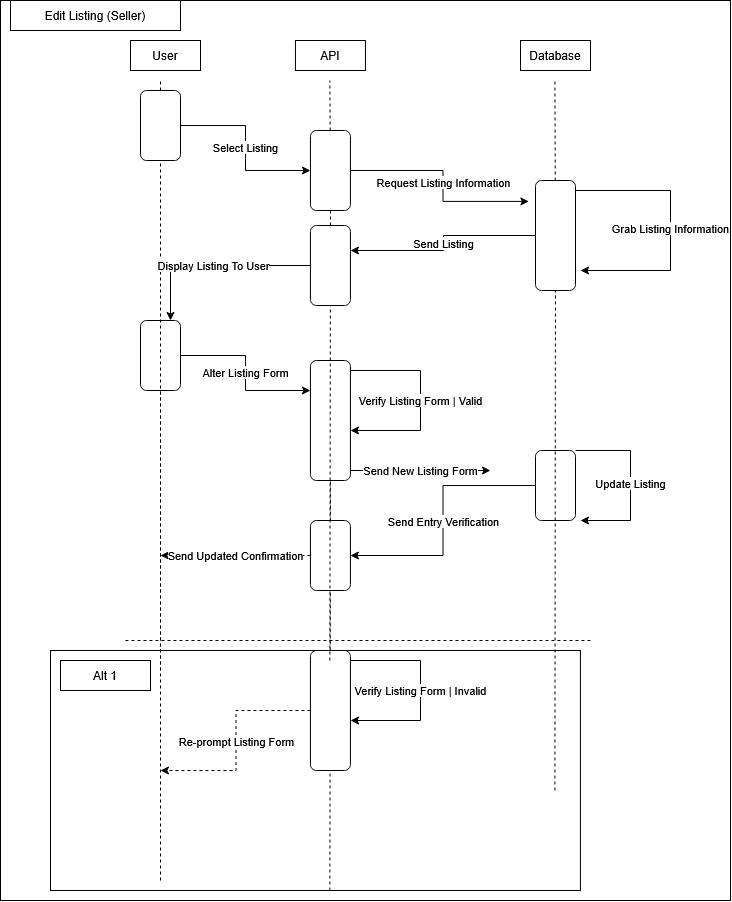 Edit Listing (Seller)
User
API
Database
Select Listing
Request Listing Information
Grab Listing Information
Send Listing
Display Listing To User
Alter Listing Form
Verify Listing Form | Valid
Send New Listing Form
Update Listing
Send Entry Verification
Send Updated Confirmation
Alt 1
Verify Listing Form | Invalid
Re-prompt Listing Form